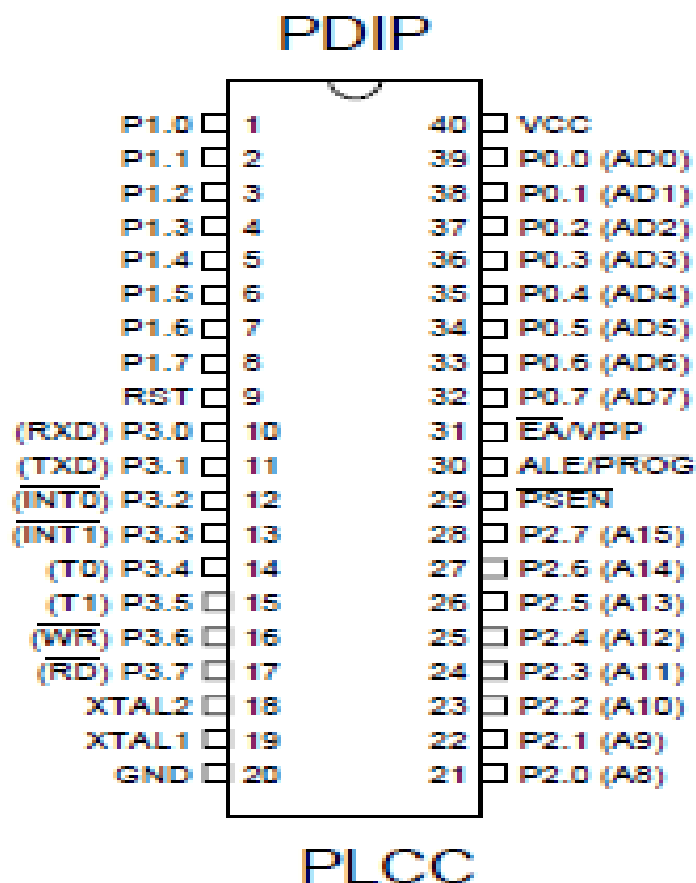 PDIP
P1.0 1 40 VCC
P1.1 2 39 P0.0 (AD0)
P1.2 3 38 P0.1 (AD1)
P1.3 4 37 P0.2 (AD2)
P1.4 5 36 P0.3 (AD3)
P1.5 6 35 P0.4 (AD4)
P1.6 7 34 P0.5 (AD5)
P1.7 8 33 P0.6 (AD6)
RST 9 32 P0.7 (AD7)
(RXD) P3.0 10 31 E̅A̅/VPP
(TXD) P3.1 11 30 ALE/P̅R̅O̅G̅
(I̅N̅T̅0̅) P3.2 12 29 P̅S̅E̅N̅
(I̅N̅T̅1̅) P3.3 13 28 P2.7 (A15)
(T0) P3.4 14 27 P2.6 (A14)
(T1) P3.5 15 26 P2.5 (A13)
(W̅R̅) P3.6 16 25 P2.4 (A12)
(R̅D̅) P3.7 17 24 P2.3 (A11)
XTAL2 18 23 P2.2 (A10)
XTAL1 19 22 P2.1 (A9)
GND 20 21 P2.0 (A8)
PLCC